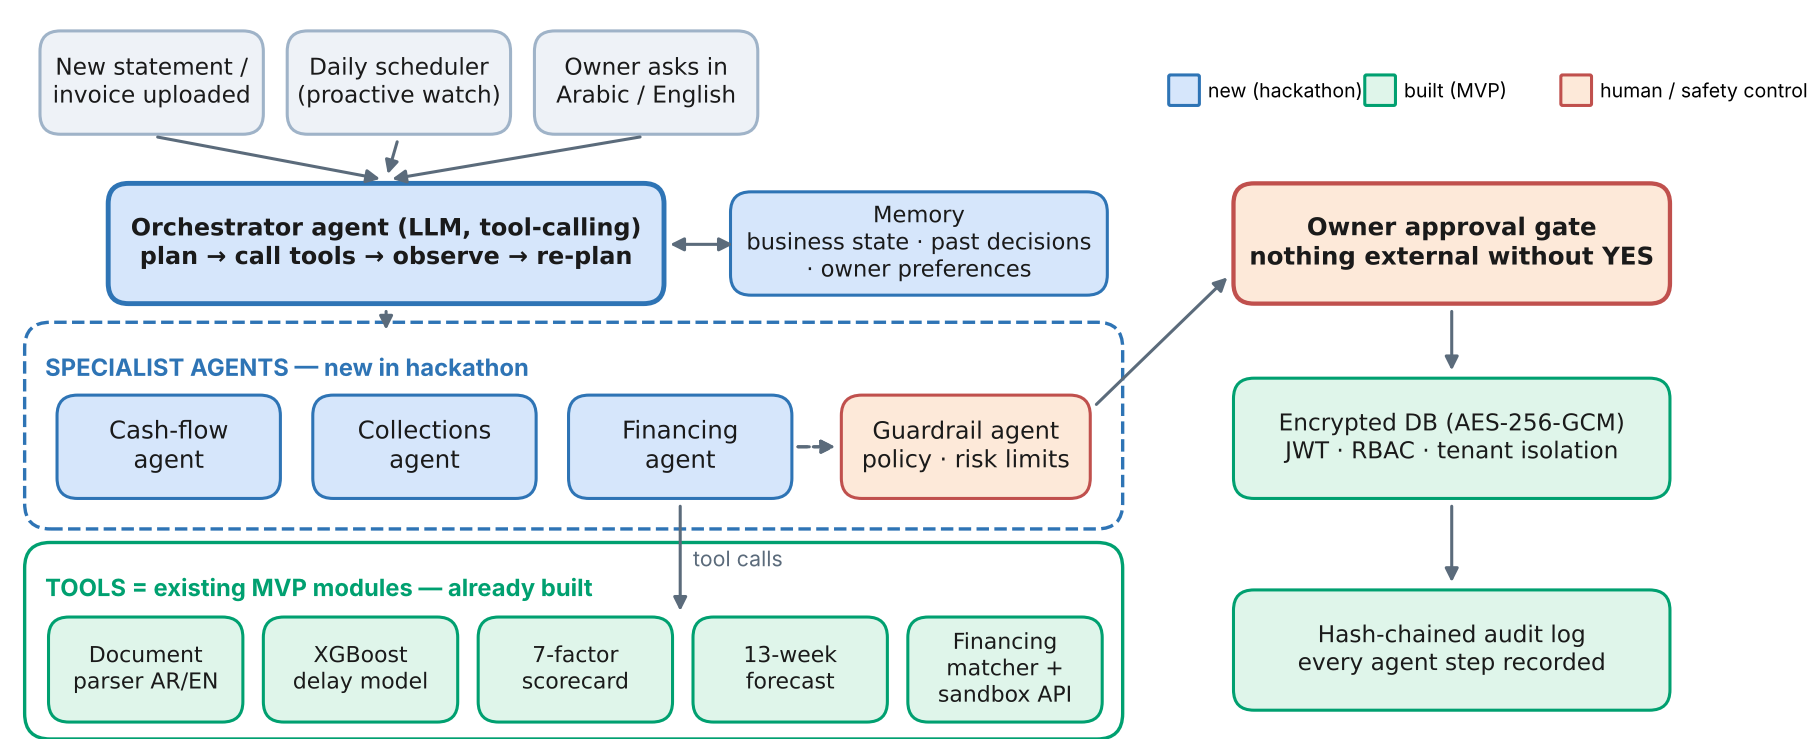 New statement /
invoice uploaded
Daily scheduler
(proactive watch)
Owner asks in
Arabic / English
new (hackathon)
built (MVP)
human / safety control
Orchestrator agent (LLM, tool-calling)
plan → call tools → observe → re-plan
Memory
business state · past decisions
· owner preferences
Owner approval gate
nothing external without YES
SPECIALIST AGENTS — new in hackathon
Cash-flow
agent
Collections
agent
Financing
agent
Guardrail agent
policy · risk limits
Encrypted DB (AES-256-GCM)
JWT · RBAC · tenant isolation
tool calls
TOOLS = existing MVP modules — already built
Document
parser AR/EN
XGBoost
delay model
7-factor
scorecard
13-week
forecast
Financing
matcher +
sandbox API
Hash-chained audit log
every agent step recorded